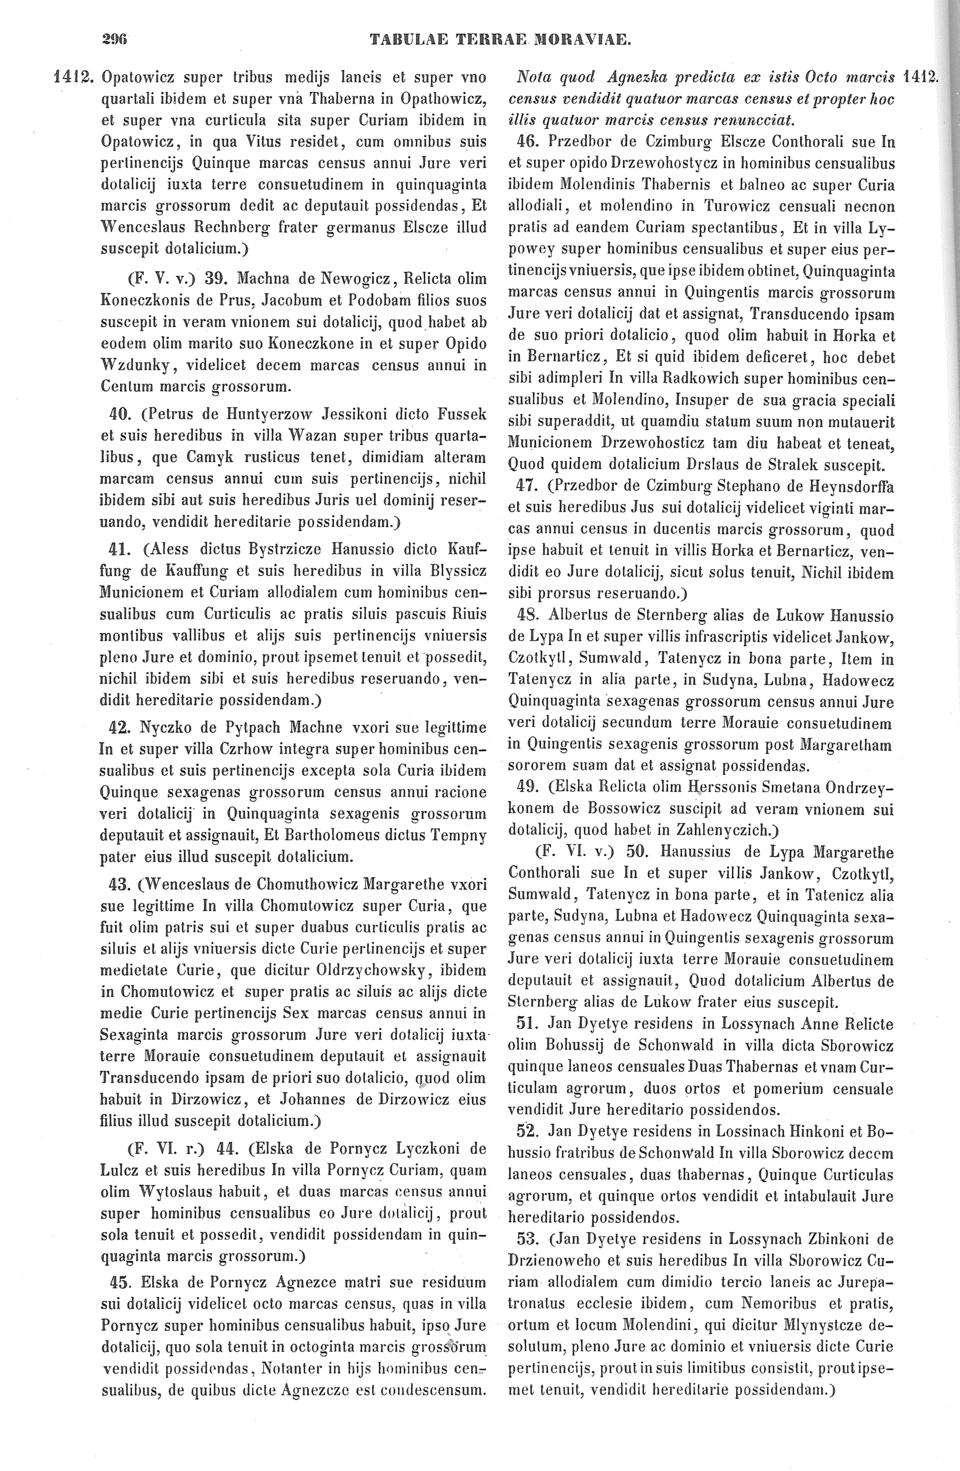 296
TABULAE TERRAE MORAVIAE.
1412. Opatowicz super tribus medijs laneis et super vno
quartali ibidem et super vna Thaberna in Opathowicz,
et super vna curticula sita super Curiam ibidem in
Opatowicz, in qua Vitus residet, cum omnibus suis
pertinencijs Quinque marcas census annui Jure veri
dotalicij iuxta terre consuetudinem in quinquaginta
marcis grossorum dedit ac deputauit possidendas, Et
Wenceslaus Rechnberg frater germanus Elscze illud
suscepit dotalicium.)
(F. V. v.) 39. Machna de Newogicz, Relicta olim
Koneczkonis de Prus, Jacobum et Podobam filios suos
suscepit in veram vnionem sui dotalicij, quod habet ab
eodem olim marito suo Koneczkone in et super Opido
Wzdunky, videlicet decem marcas census annui in
Centum marcis grossorum.
40. (Petrus de Huntyerzow Jessikoni dicto Fussek
et suis heredibus in villa Wazan super tribus quarta-
libus, que Camyk rusticus tenet, dimidiam alteram
marcam census annui cum suis pertinencijs, nichil
ibidem sibi aut suis heredibus Juris uel dominij reser-
uando, vendidit hereditarie possidendam.)
41. (Aless dictus Bystrzicze Hanussio dicto Kauf-
fung de Kauffung et suis heredibus in villa Blyssicz
Municionem et Curiam allodialem cum hominibus cen-
sualibus cum Curticulis ac pratis siluis pascuis Riuis
montibus vallibus et alijs suis pertinencijs vniuersis
pleno Jure et dominio, prout ipsemet tenuit et possedit,
nichil ibidem sibi et suis heredibus reseruando, ven-
didit hereditarie possidendam.)
42. Nyczko de Pytpach Machne vxori sue legittime
In et super villa Czrhow integra super hominibus cen-
sualibus et suis pertinencijs excepta sola Curia ibidem
Quinque sexagenas grossorum census annui racione
veri dotalicij in Quinquaginta sexagenis grossorum
deputauit et assignauit, Et Bartholomeus dictus Tempny
pater eius illud suscepit dotalicium.
43. (Wenceslaus de Chomuthowicz Margarethe vxori
sue legittime In villa Chomutowicz super Curia, que
fuit olim patris sui et super duabus curticulis pratis ac
siluis et alijs vniuersis dicte Curie pertinencijs et super
medietate Curie, que dicitur Oldrzychowsky, ibidem
in Chomutowicz et super pratis ac siluis ac alijs dicte
medie Curie pertinencijs Sex marcas census annui in
Sexaginta marcis grossorum Jure veri dotalicij iuxta
terre Morauie consuetudinem deputauit et assignauit
Transducendo ipsam de priori suo dotalicio, quod olim
habuit in Dirzowicz, et Johannes de Dirzowicz eius
filius illud suscepit dotalicium.)
(F. VI. r.) 44. (Elska de Pornycz Lyczkoni de
Lulcz et suis heredibus In villa Pornycz Curiam, quam
olim Wytoslaus habuit, et duas marcas census annui
super hominibus censualibus eo Jure dotalicij, prout
sola tenuit et possedit, vendidit possidendam in quin-
quaginta marcis grossorum.)
45. Elska de Pornycz Agnezce matri sue residuum
sui dotalicij videlicet octo marcas census, quas in villa
Pornycz super hominibus censualibus habuit, ipso Jure
dotalicij, quo sola tenuit in octoginta marcis grossorum
vendidit possidendas, Notanter in hijs hominibus cen-
sualibus, de quibus dicte Agnezcze est condescensum.
Nota quod Agnezka predicta ex istis Octo marcis 1412.
census vendidit quatuor marcas census et propter hoc
illis quatuor marcis census renuncciat.
46. Przedbor de Czimburg Elscze Conthorali sue In
et super opido Drzewohostycz in hominibus censualibus
ibidem Molendinis Thabernis et balneo ac super Curia
allodiali, et molendino in Turowicz censuali necnon
pratis ad eandem Curiam spectantibus, Et in villa Ly-
powey super hominibus censualibus et super eius per-
tinencijs vniuersis, que ipse ibidem obtinet, Quinquaginta
marcas census annui in Quingentis marcis grossorum
Jure veri dotalicij dat et assignat, Transducendo ipsam
de suo priori dotalicio, quod olim habuit in Horka et
in Bernarticz, Et si quid ibidem deficeret, hoc debet
sibi adimpleri In villa Radkowich super hominibus cen-
sualibus et Molendino, Insuper de sua gracia speciali
sibi superaddit, ut quamdiu statum suum non mutauerit
Municionem Drzewohosticz tam diu habeat et teneat,
Quod quidem dotalicium Drslaus de Stralek suscepit.
47. (Przedbor de Czimburg Stephano de Heynsdorffa
et suis heredibus Jus sui dotalicij videlicet viginti mar-
cas annui census in ducentis marcis grossorum, quod
ipse habuit et tenuit in villis Horka et Bernarticz, ven-
didit eo Jure dotalicij, sicut solus tenuit, Nichil ibidem
sibi prorsus reseruando.)
48. Albertus de Sternberg alias de Lukow Hanussio
de Lypa In et super villis infrascriptis videlicet Jankow,
Czotkytl, Sumwald, Tatenycz in bona parte, Item in
Tatenycz in alia parte, in Sudyna, Lubna, Hadowecz
Quinquaginta sexagenas grossorum census annui Jure
veri dotalicij secundum terre Morauie consuetudinem
in Quingentis sexagenis grossorum post Margaretham
sororem suam dat et assignat possidendas.
49. (Elska Relicta olim Herssonis Smetana Ondrzey-
konem de Bossowicz suscipit ad veram vnionem sui
dotalicij, quod habet in Zahlenyczich.)
(F. VI. v.) 50. Hanussius de Lypa Margarethe
Conthorali sue In et super villis Jankow, Czotkytl,
Sumwald, Tatenycz in bona parte, et in Tatenicz alia
parte, Sudyna, Lubna et Hadowecz Quinquaginta sexa-
genas census annui in Quingentis sexagenis grossorum
Jure veri dotalicij iuxta terre Morauie consuetudinem
deputauit et assignauit, Quod dotalicium Albertus de
Sternberg alias de Lukow frater eius suscepit.
51. Jan Dyetye residens in Lossynach Anne Relicte
olim Bohussij de Schonwald in villa dicta Sborowicz
quinque laneos censuales Duas Thabernas et vnam Cur-
ticulam agrorum, duos ortos et pomerium censuale
vendidit Jure hereditario possidendos.
52. Jan Dyetye residens in Lossinach Hinkoni et Bo-
hussio fratribus de Schonwald In villa Sborowicz decem
laneos censuales, duas thabernas, Quinque Curticulas
agrorum, et quinque ortos vendidit et intabulauit Jure
hereditario possidendos.
53. (Jan Dyetye residens in Lossynach Zbinkoni de
Drzienoweho et suis heredibus In villa Sborowicz Cu-
riam allodialem cum dimidio tercio laneis ac Jurepa-
tronatus ecclesie ibidem, cum Nemoribus et pratis,
ortum et locum Molendini, qui dicitur Mlynystcze de-
solutum, pleno Jure ac dominio et vniuersis dicte Curie
pertinencijs, prout in suis limitibus consistit, prout ipse-
met tenuit, vendidit hereditarie possidendam.)